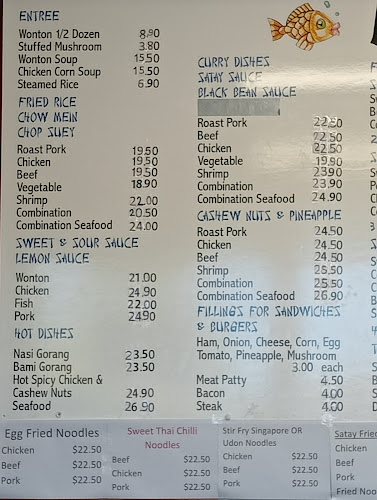 ENTREE
Wonton 1/2 Dozen 8.90
Stuffed Mushroom 3.80
Wonton Soup 15.50
Chicken Corn Soup 15.50
Steamed Rice 6.90
FRIED RICE
CHOW MEIN
CHOP SUEY
Roast Pork 19.50
Chicken 19.50
Beef 19.50
Vegetable 18.90
Shrimp 22.00
Combination 20.50
Combination Seafood 24.00
SWEET & SOUR SAUCE
LEMON SAUCE
Wonton 21.00
Chicken 24.90
Fish 22.00
Pork 24.90
HOT DISHES
Nasi Gorang 23.50
Bami Gorang 23.50
Hot Spicy Chicken &
Cashew Nuts 24.90
Seafood 26.90
CURRY DISHES
SATAY SAUCE
BLACK BEAN SAUCE
Roast Pork 22.50
Beef 22.50
Chicken 22.50
Vegetable 19.90
Shrimp 23.90
Combination 23.90
Combination Seafood 24.90
CASHEW NUTS & PINEAPPLE
Roast Pork 24.50
Chicken 24.50
Beef 24.50
Shrimp 25.50
Combination 25.50
Combination Seafood 26.90
FILLINGS FOR SANDWICHES
& BURGERS
Ham, Onion, Cheese, Corn, Egg
Tomato, Pineapple, Mushroom
3.00 each
Meat Patty 4.50
Bacon 4.00
Steak 4.00
Egg Fried Noodles
Chicken $22.50
Beef $22.50
Pork $22.50
Sweet Thai Chilli
Noodles
Beef $22.50
Chicken $22.50
Pork $22.50
Stir Fry Singapore OR
Udon Noodles
Chicken $22.50
Beef $22.50
Pork $22.50
Satay Fried
Chicken
Beef
Pork
Fried Noo